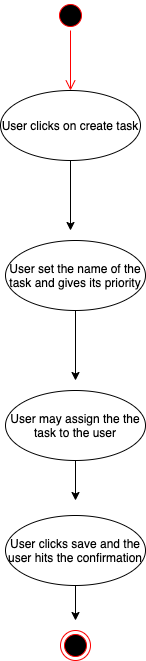 User clicks on create task
User set the name of the
task and gives its priority
User may assign the the
task to the user
User clicks save and the
user hits the confirmation